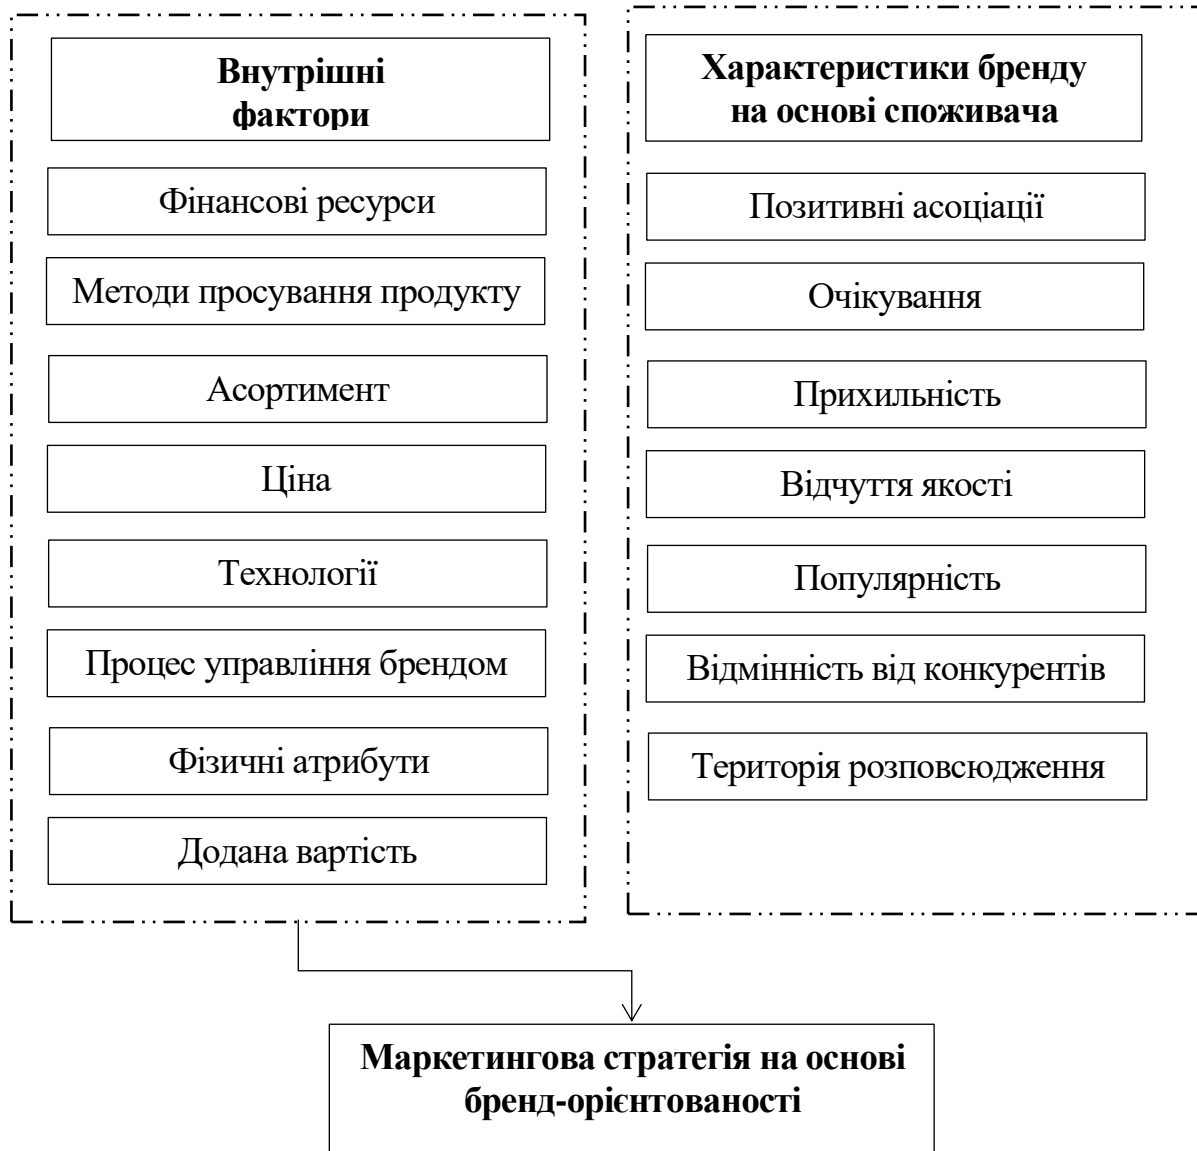 Внутрішні
фактори
Фінансові ресурси
Методи просування продукту
Асортимент
Ціна
Технології
Процес управління брендом
Фізичні атрибути
Додана вартість
Характеристики бренду
на основі споживача
Позитивні асоціації
Очікування
Прихильність
Відчуття якості
Популярність
Відмінність від конкурентів
Територія розповсюдження
Маркетингова стратегія на основі
бренд-орієнтованості